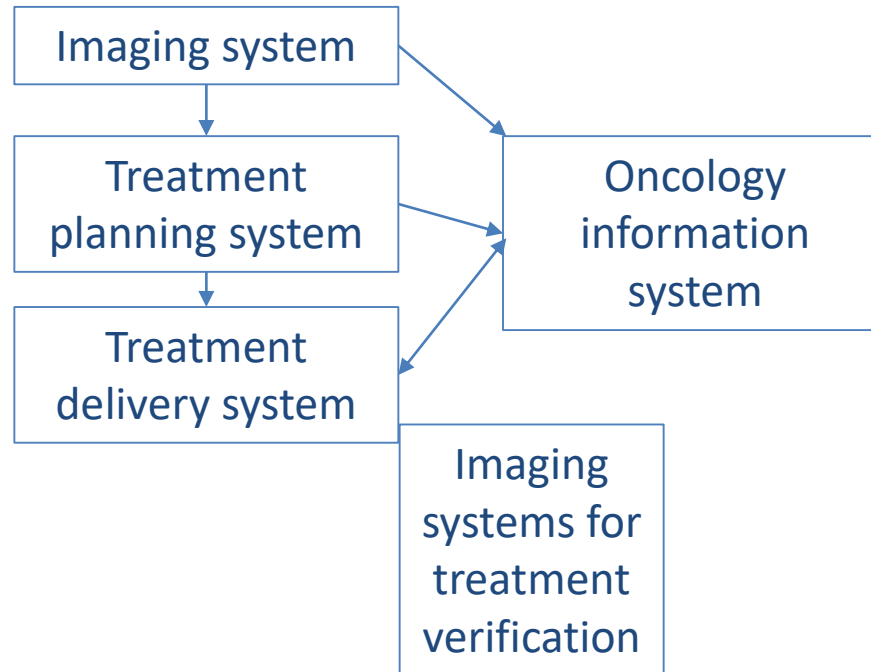 Imaging system
Treatment
planning system
Oncology
information
system
Treatment
delivery system
Imaging
systems for
treatment
verification